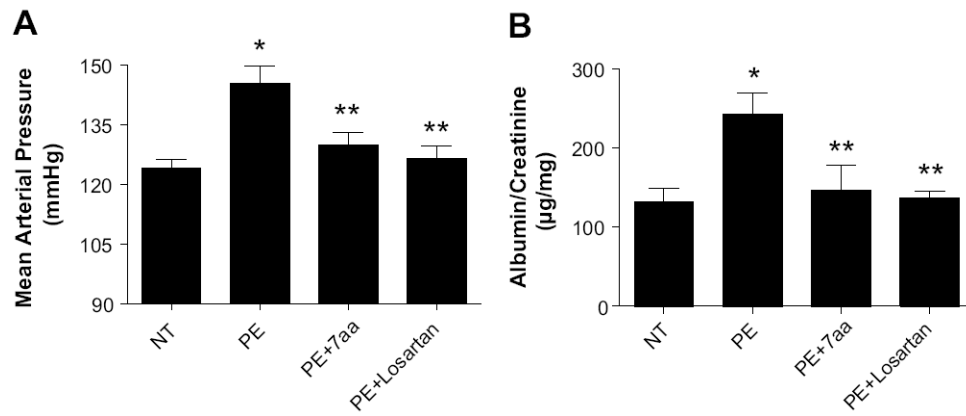 A
Mean Arterial Pressure
(mmHg)
150
135
120
105
90
*
**
**
NT
PE
PE+7aa
PE+Losartan
B
Albumin/Creatinine
(µg/mg)
300
200
100
0
*
**
**
NT
PE
PE+7aa
PE+Losartan